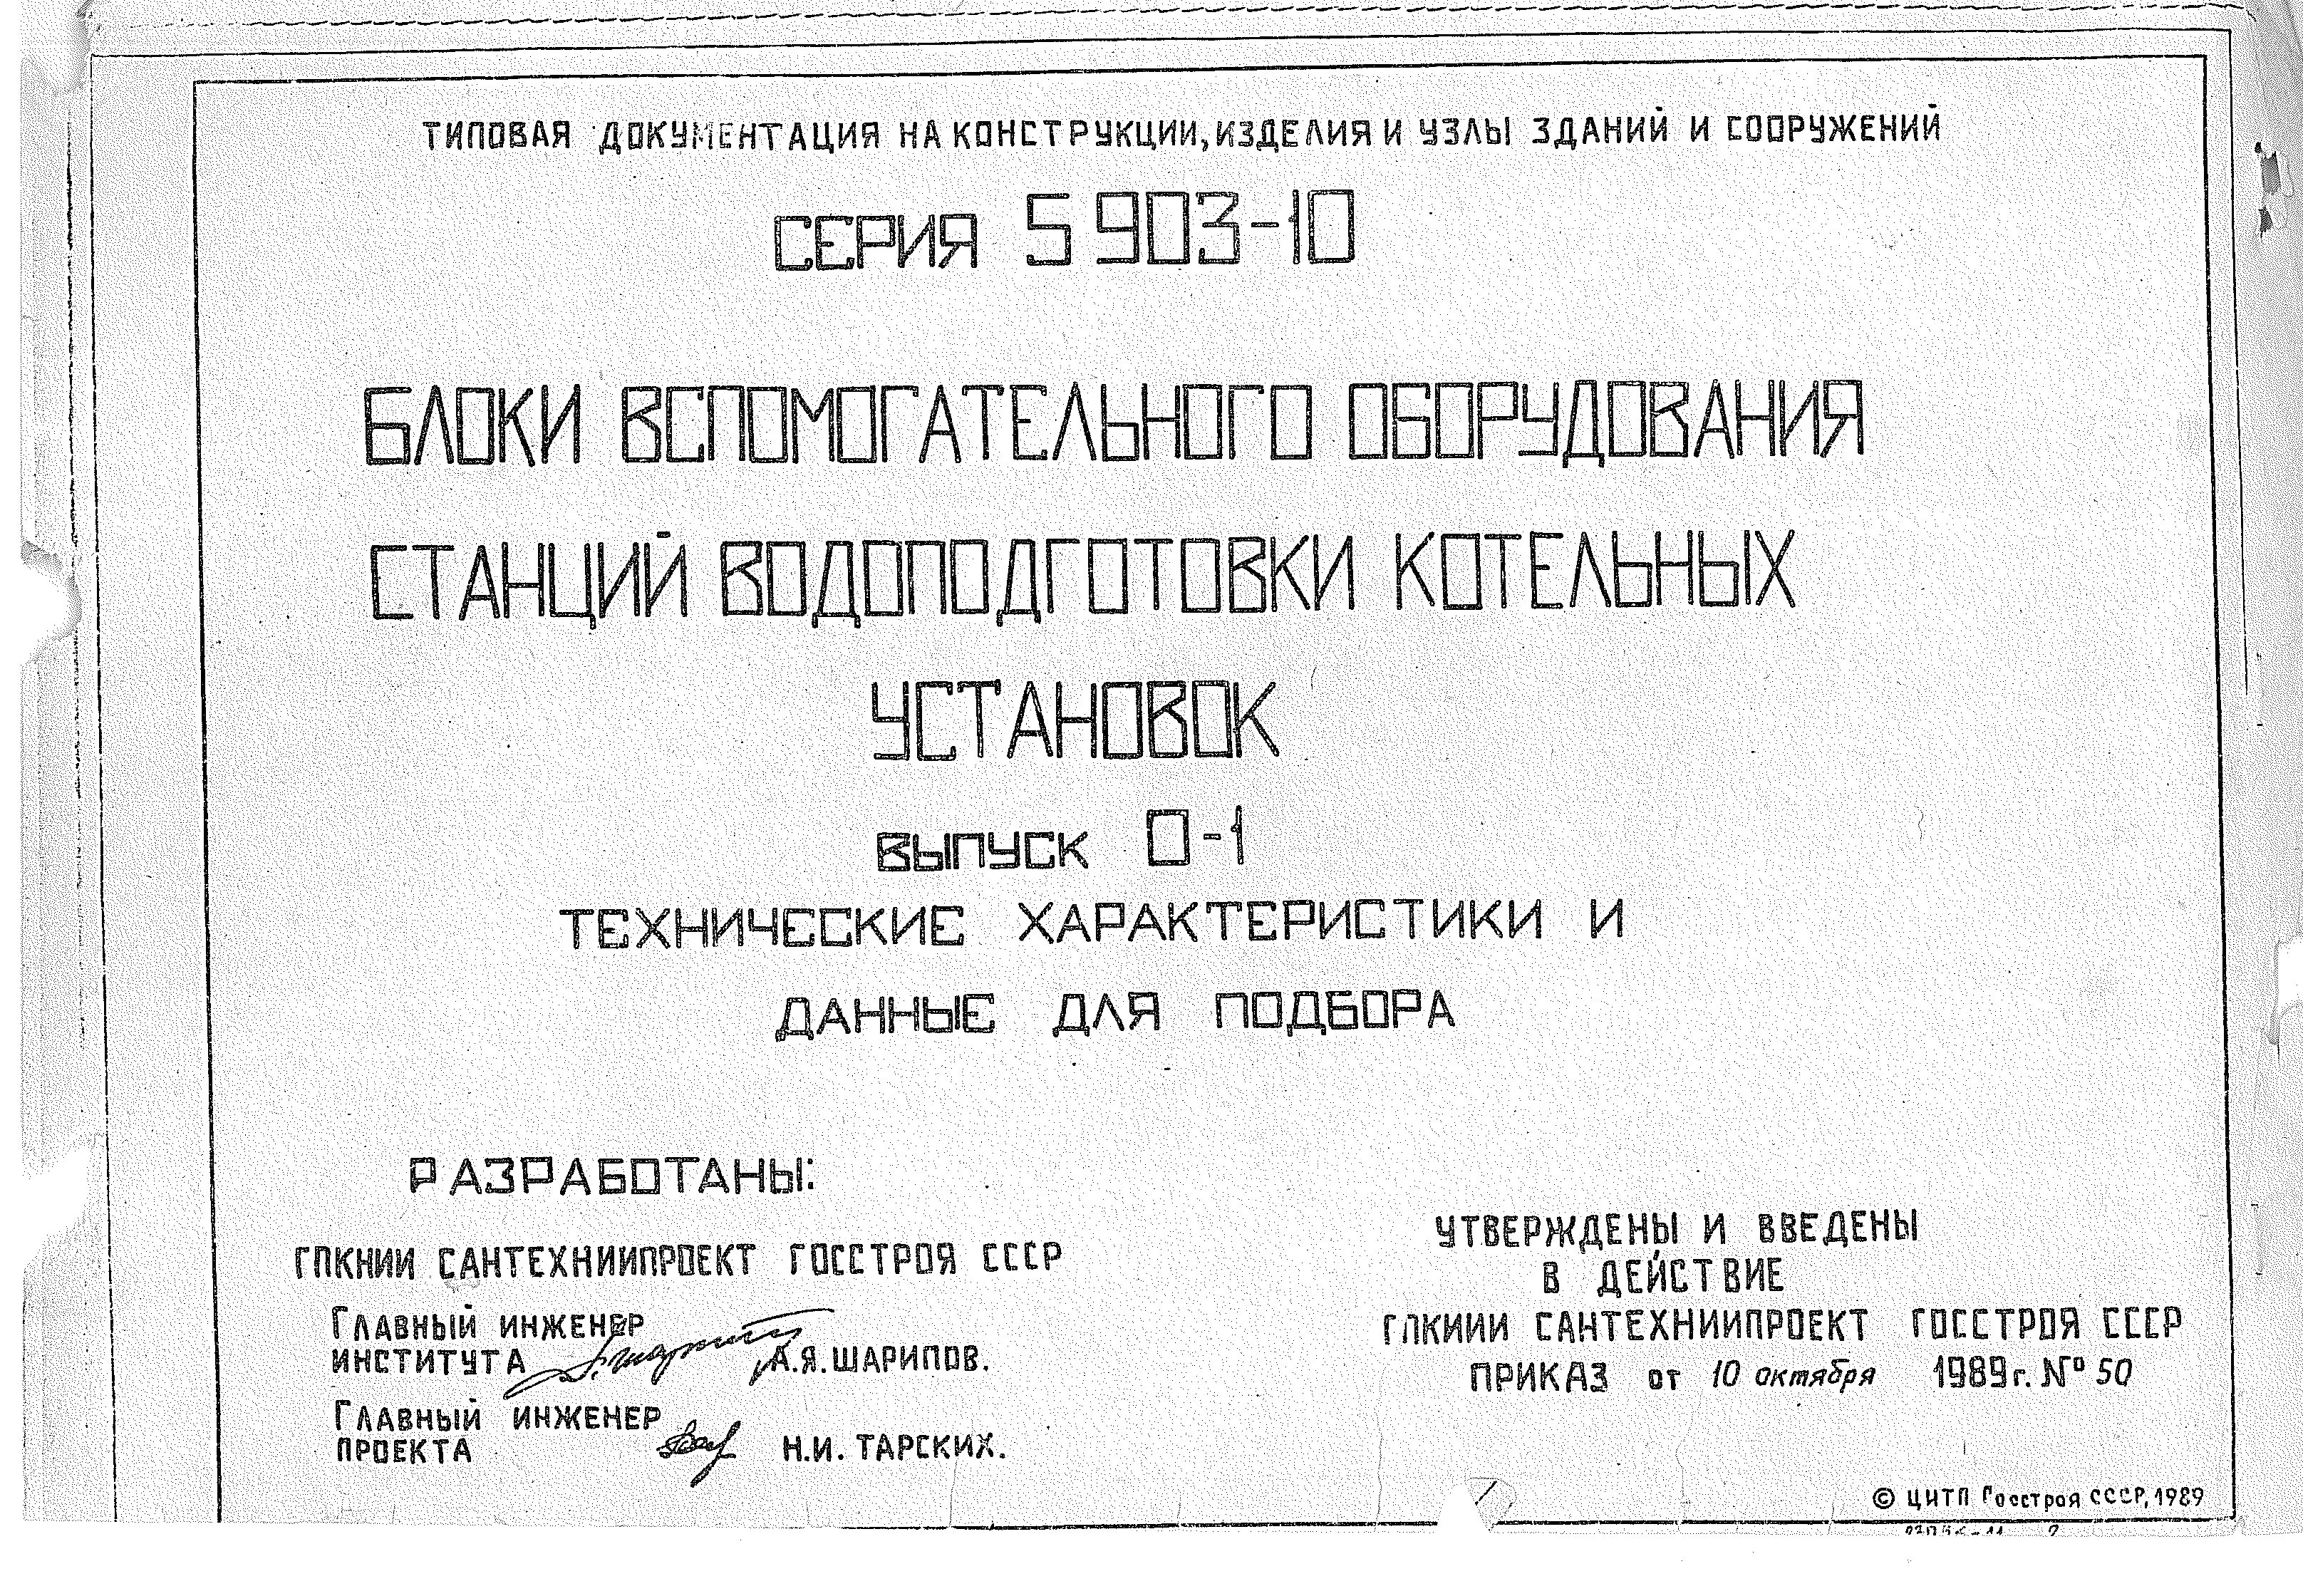 ТИПОВАЯ ДОКУМЕНТАЦИЯ НА КОНСТРУКЦИИ, ИЗДЕЛИЯ И УЗЛЫ ЗДАНИЙ И СООРУЖЕНИЙ
СЕРИЯ 5 903-10
БЛОКИ ВСПОМОГАТЕЛЬНОГО ОБОРУДОВАНИЯ
СТАНЦИЙ ВОДОПОДГОТОВКИ КОТЕЛЬНЫХ
УСТАНОВОК
ВЫПУСК 0-1
ТЕХНИЧЕСКИЕ ХАРАКТЕРИСТИКИ И
ДАННЫЕ ДЛЯ ПОДБОРА
РАЗРАБОТАНЫ:
ГПКНИИ САНТЕХНИИПРОЕКТ ГОССТРОЯ СССР
ГЛАВНЫЙ ИНЖЕНЕР
ИНСТИТУТА А.Я.ШАРИПОВ.
ГЛАВНЫЙ ИНЖЕНЕР
ПРОЕКТА Н.И. ТАРСКИХ.
УТВЕРЖДЕНЫ И ВВЕДЕНЫ
В ДЕЙСТВИЕ
ГПКИИИ САНТЕХНИИПРОЕКТ ГОССТРОЯ СССР
ПРИКАЗ от 10 октября 1989г. № 50
© ЦИТП Госстроя СССР, 1989